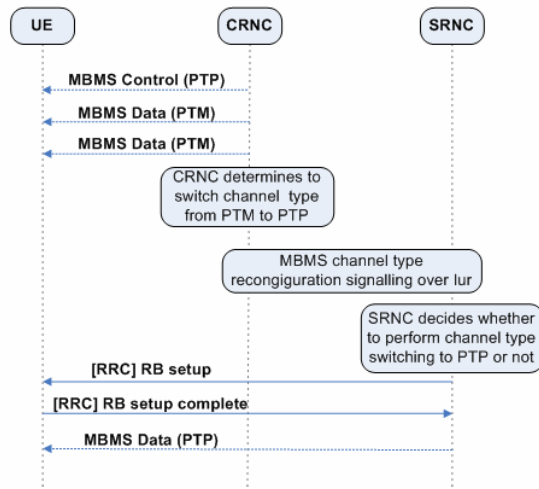 UE
CRNC
SRNC
MBMS Control (PTP)
MBMS Data (PTM)
MBMS Data (PTM)
CRNC determines to
switch channel type
from PTM to PTP
MBMS channel type
recongiguration signalling over Iur
SRNC decides whether
to perform channel type
switching to PTP or not
[RRC] RB setup
[RRC] RB setup complete
MBMS Data (PTP)